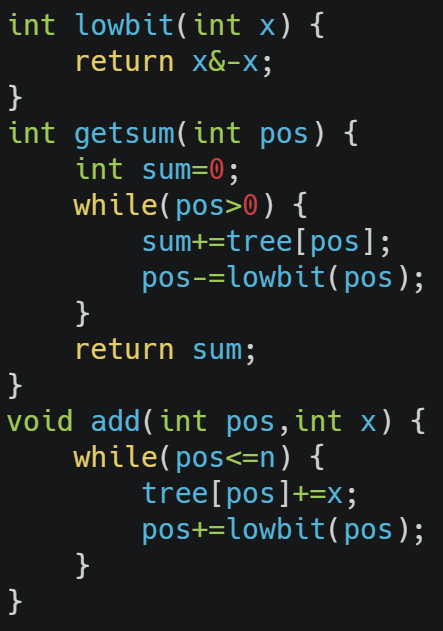 int lowbit(int x) {
    return x&-x;
}
int getsum(int pos) {
    int sum=0;
    while(pos>0) {
        sum+=tree[pos];
        pos-=lowbit(pos);
    }
    return sum;
}
void add(int pos,int x) {
    while(pos<=n) {
        tree[pos]+=x;
        pos+=lowbit(pos);
    }
}